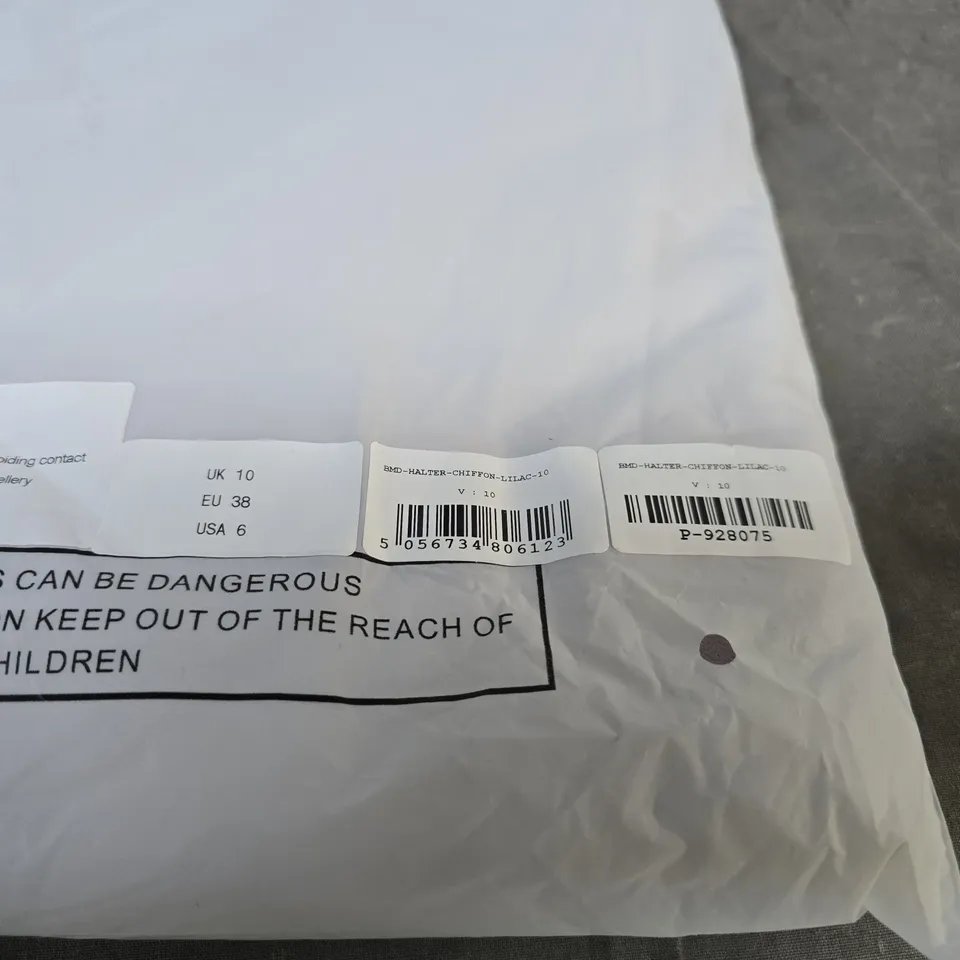 oiding contact
ellery
UK 10
EU 38
USA 6
BMD-HALTER-CHIFFON-LILAC-10
V : 10
5 056734 806123
BMD-HALTER-CHIFFON-LILAC-10
V : 10
P-928075
S CAN BE DANGEROUS
ON KEEP OUT OF THE REACH OF
HILDREN